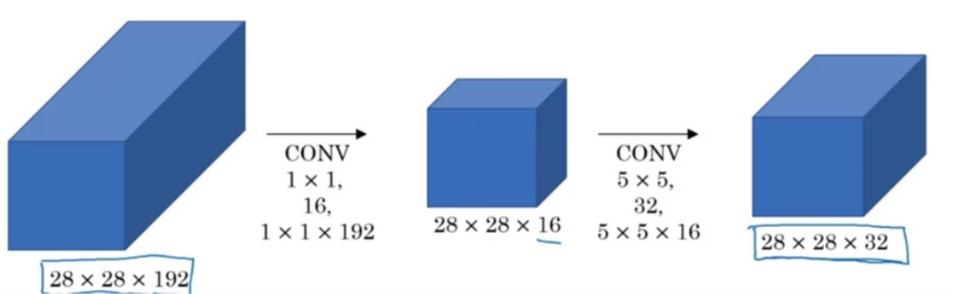 28 × 28 × 192
CONV
1 × 1,
16,
1 × 1 × 192
28 × 28 × 16
CONV
5 × 5,
32,
5 × 5 × 16
28 × 28 × 32